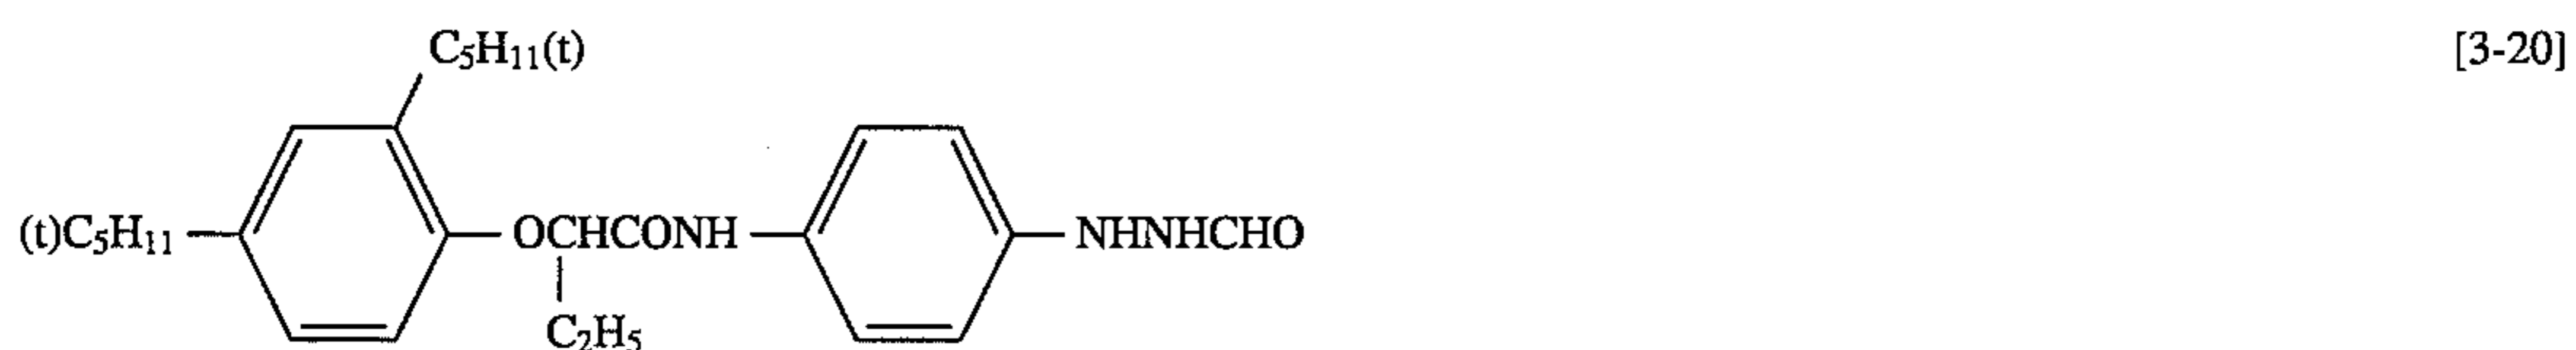 C₅H₁₁(t) [3-20]
(t)C₅H₁₁ OCHCONH NHNHCHO
C₂H₅